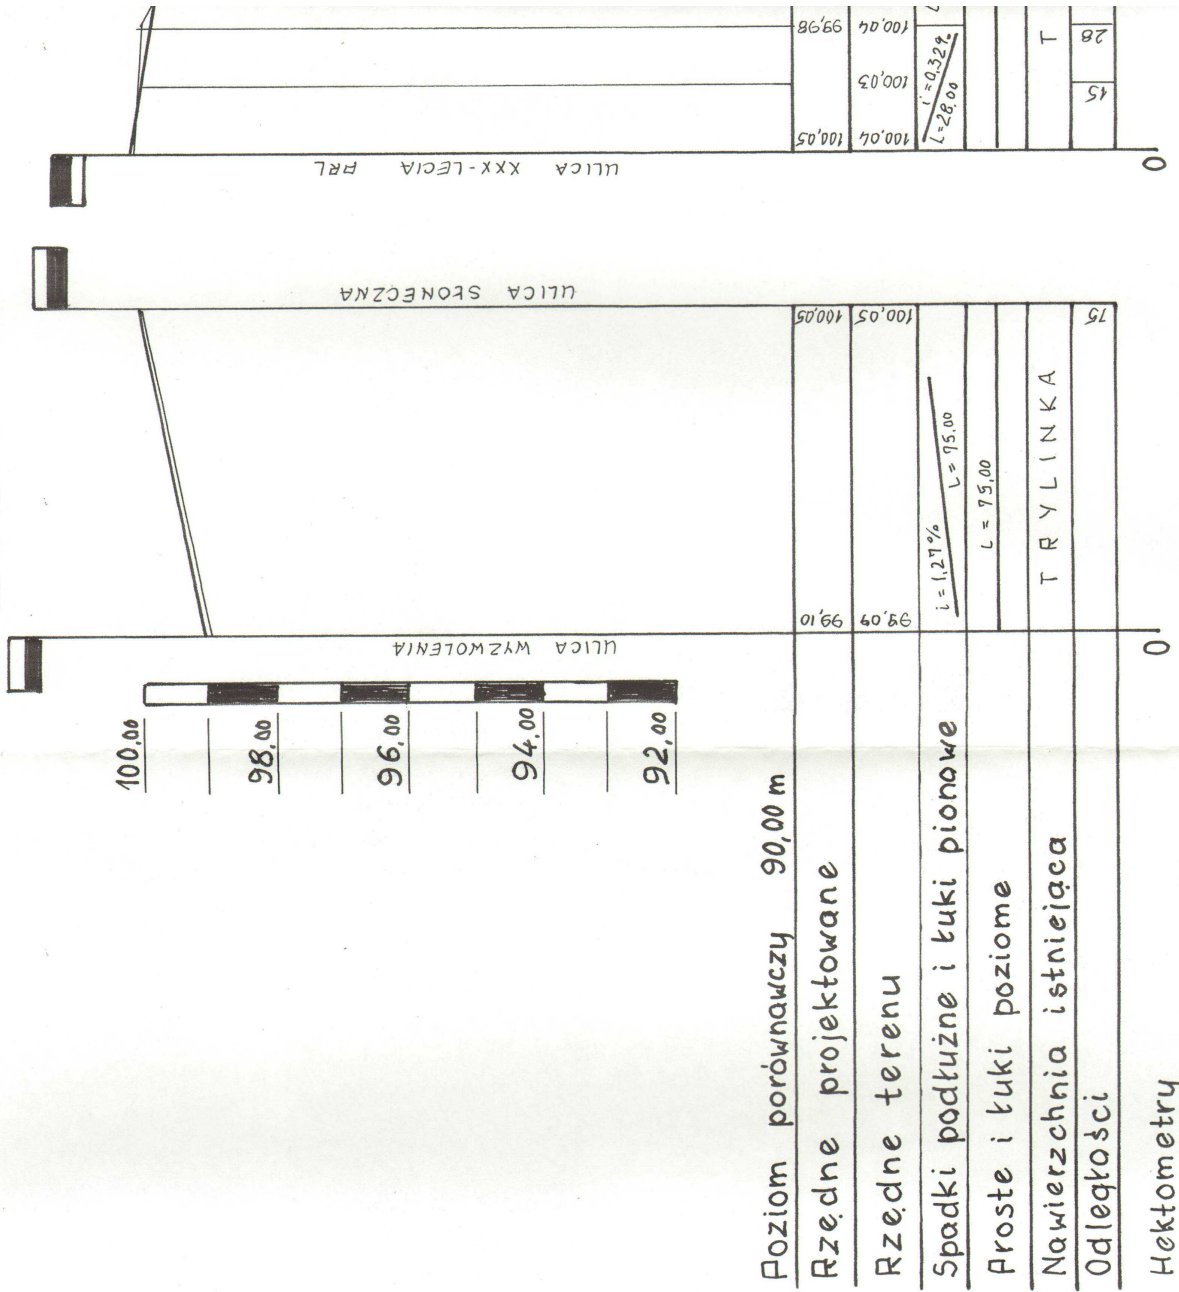 100,00
98,00
96,00
94,00
92,00
Poziom porównawczy 90,00 m
Rzędne projektowane
99,10
100,05
100,05
99,98
Rzędne terenu
99,09
100,05
100,04
100,03
100,04
Spadki podłużne i łuki pionowe
i = 1,27%
L = 75,00
i = 0,32%
L = 28,00
Proste i łuki poziome
L = 75,00
Nawierzchnia istniejąca
TRYLINKA
T
Odległości
75
15
28
Hektometry
0
0
ULICA WYZWOLENIA
ULICA SŁONECZNA
ULICA XXX-LECIA PRL